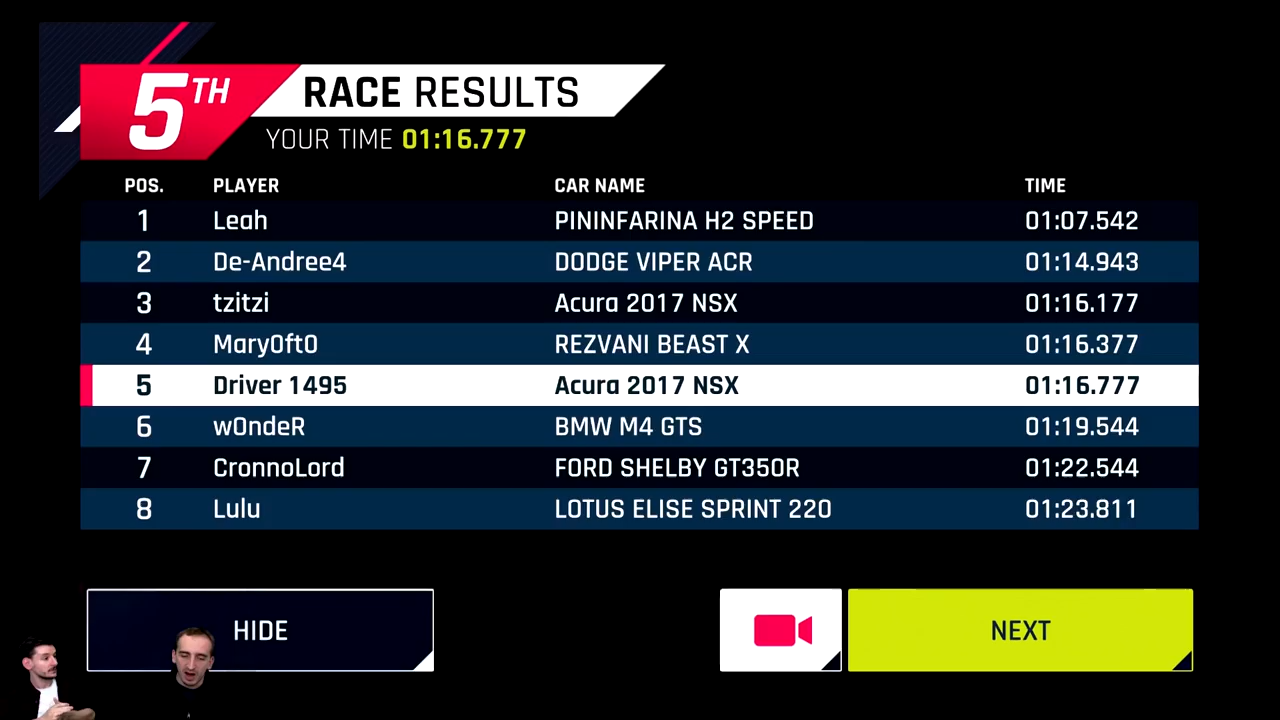 5TH RACE RESULTS
YOUR TIME 01:16.777
POS. PLAYER CAR NAME TIME
1 Leah PININFARINA H2 SPEED 01:07.542
2 De-Andree4 DODGE VIPER ACR 01:14.943
3 tzitzi Acura 2017 NSX 01:16.177
4 Mary0ft0 REZVANI BEAST X 01:16.377
5 Driver 1495 Acura 2017 NSX 01:16.777
6 w0ndeR BMW M4 GTS 01:19.544
7 CronnoLord FORD SHELBY GT350R 01:22.544
8 Lulu LOTUS ELISE SPRINT 220 01:23.811
HIDE NEXT